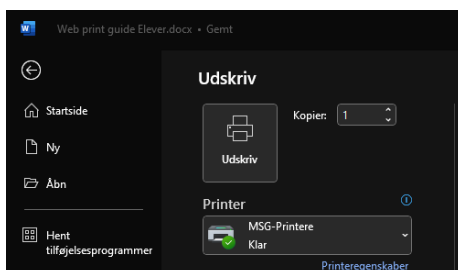 Web print guide Elever.docx • Gemt
Udskriv
Startside
Ny
Åbn
Hent
tilføjelsesprogrammer
Kopier: 1
Udskriv
Printer
MSG-Printere
Klar
Printeregenskaber